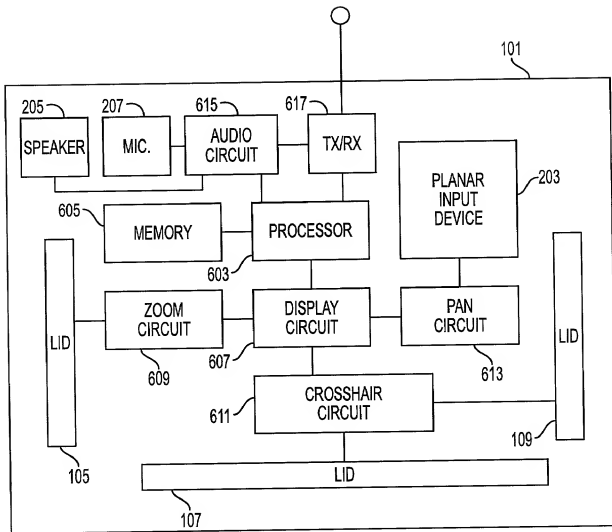 101
205
207
615
617
SPEAKER
MIC.
AUDIO
CIRCUIT
TX/RX
PLANAR
INPUT
DEVICE
203
605
MEMORY
PROCESSOR
603
LID
ZOOM
CIRCUIT
609
DISPLAY
CIRCUIT
607
PAN
CIRCUIT
613
LID
611
CROSSHAIR
CIRCUIT
109
105
LID
107